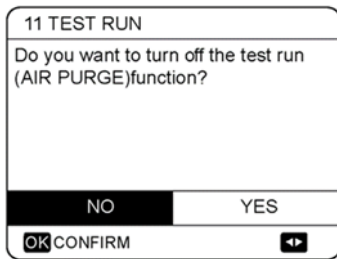 11 TEST RUN
Do you want to turn off the test run
(AIR PURGE)function?
NO YES
OK CONFIRM